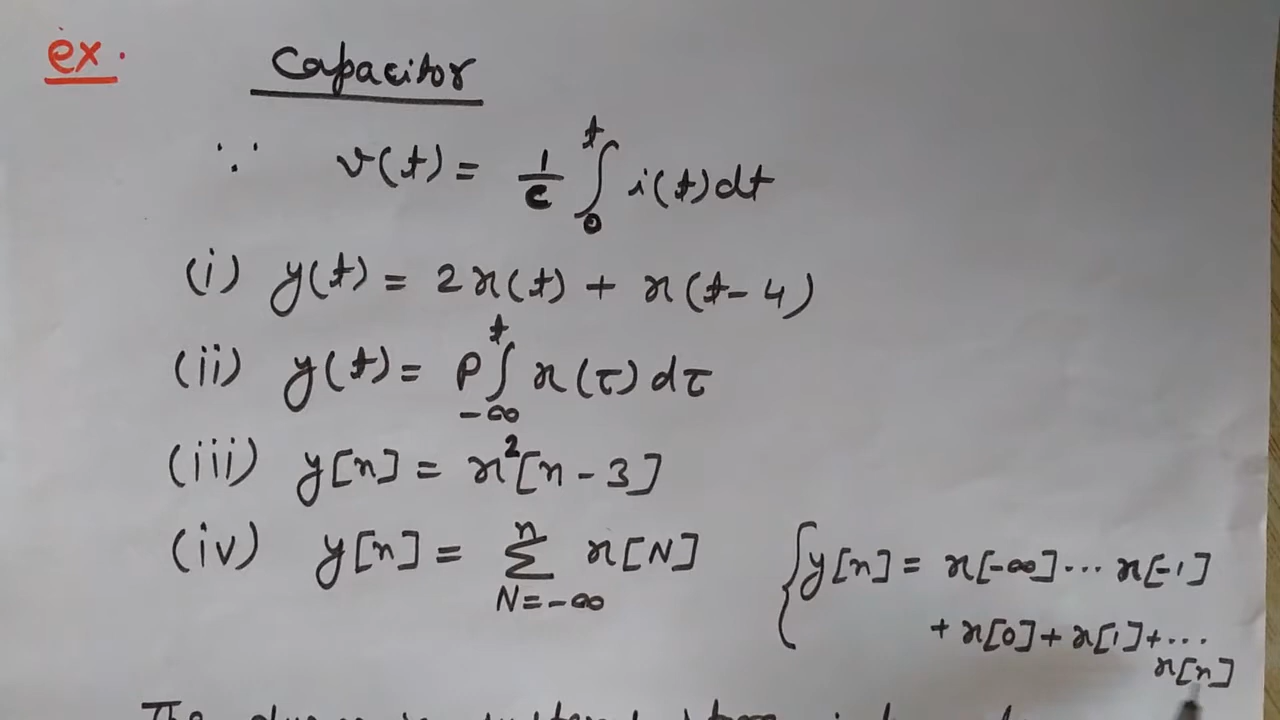 ex.
Capacitor
∵ v(t) = 1/C ∫₀ᵗ i(t)dt
(i) y(t) = 2x(t) + x(t-4)
(ii) y(t) = P∫₋∞ᵗ x(τ)dτ
(iii) y[n] = x²[n-3]
(iv) y[n] = Σ_{N=-∞}^{n} x[N]
{y[n] = x[-∞]... x[-1]
+ x[0] + x[1] + ...
x[n]